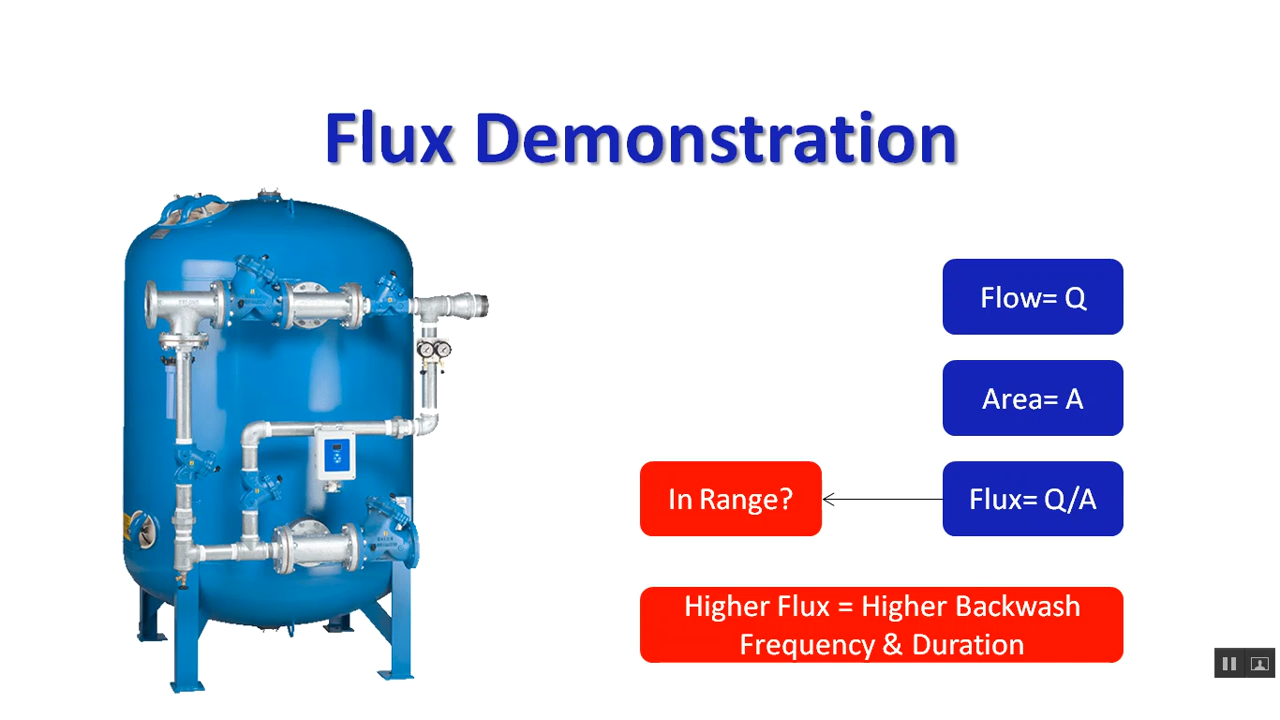 Flux Demonstration
Flow= Q
Area= A
In Range?
Flux= Q/A
Higher Flux = Higher Backwash
Frequency & Duration